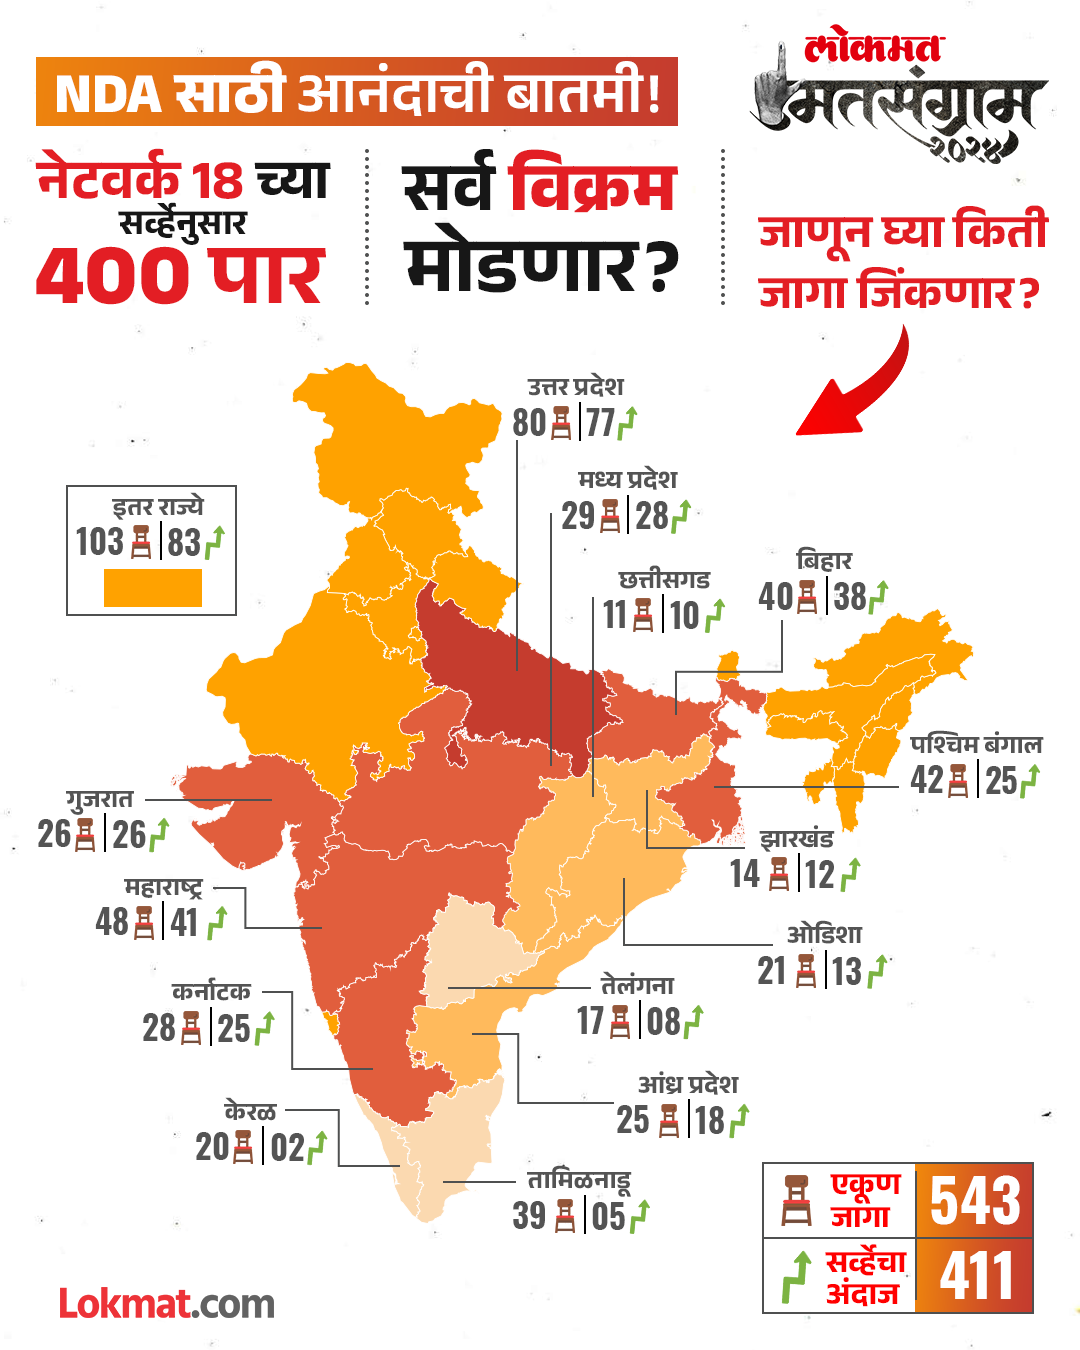 NDA साठी आनंदाची बातमी!
लोकमत
मतसंग्राम
२०२४
नेटवर्क 18 च्या
सर्व्हेनुसार
400 पार
सर्व विक्रम
मोडणार?
जाणून घ्या किती
जागा जिंकणार?
उत्तर प्रदेश
80 77
मध्य प्रदेश
29 28
इतर राज्ये
103 83
छत्तीसगड
11 10
बिहार
40 38
पश्चिम बंगाल
42 25
गुजरात
26 26
झारखंड
14 12
महाराष्ट्र
48 41
ओडिशा
21 13
तेलंगना
17 08
कर्नाटक
28 25
आंध्र प्रदेश
25 18
केरळ
20 02
तामिळनाडू
39 05
एकूण
जागा
543
सर्व्हेचा
अंदाज
411
Lokmat.com